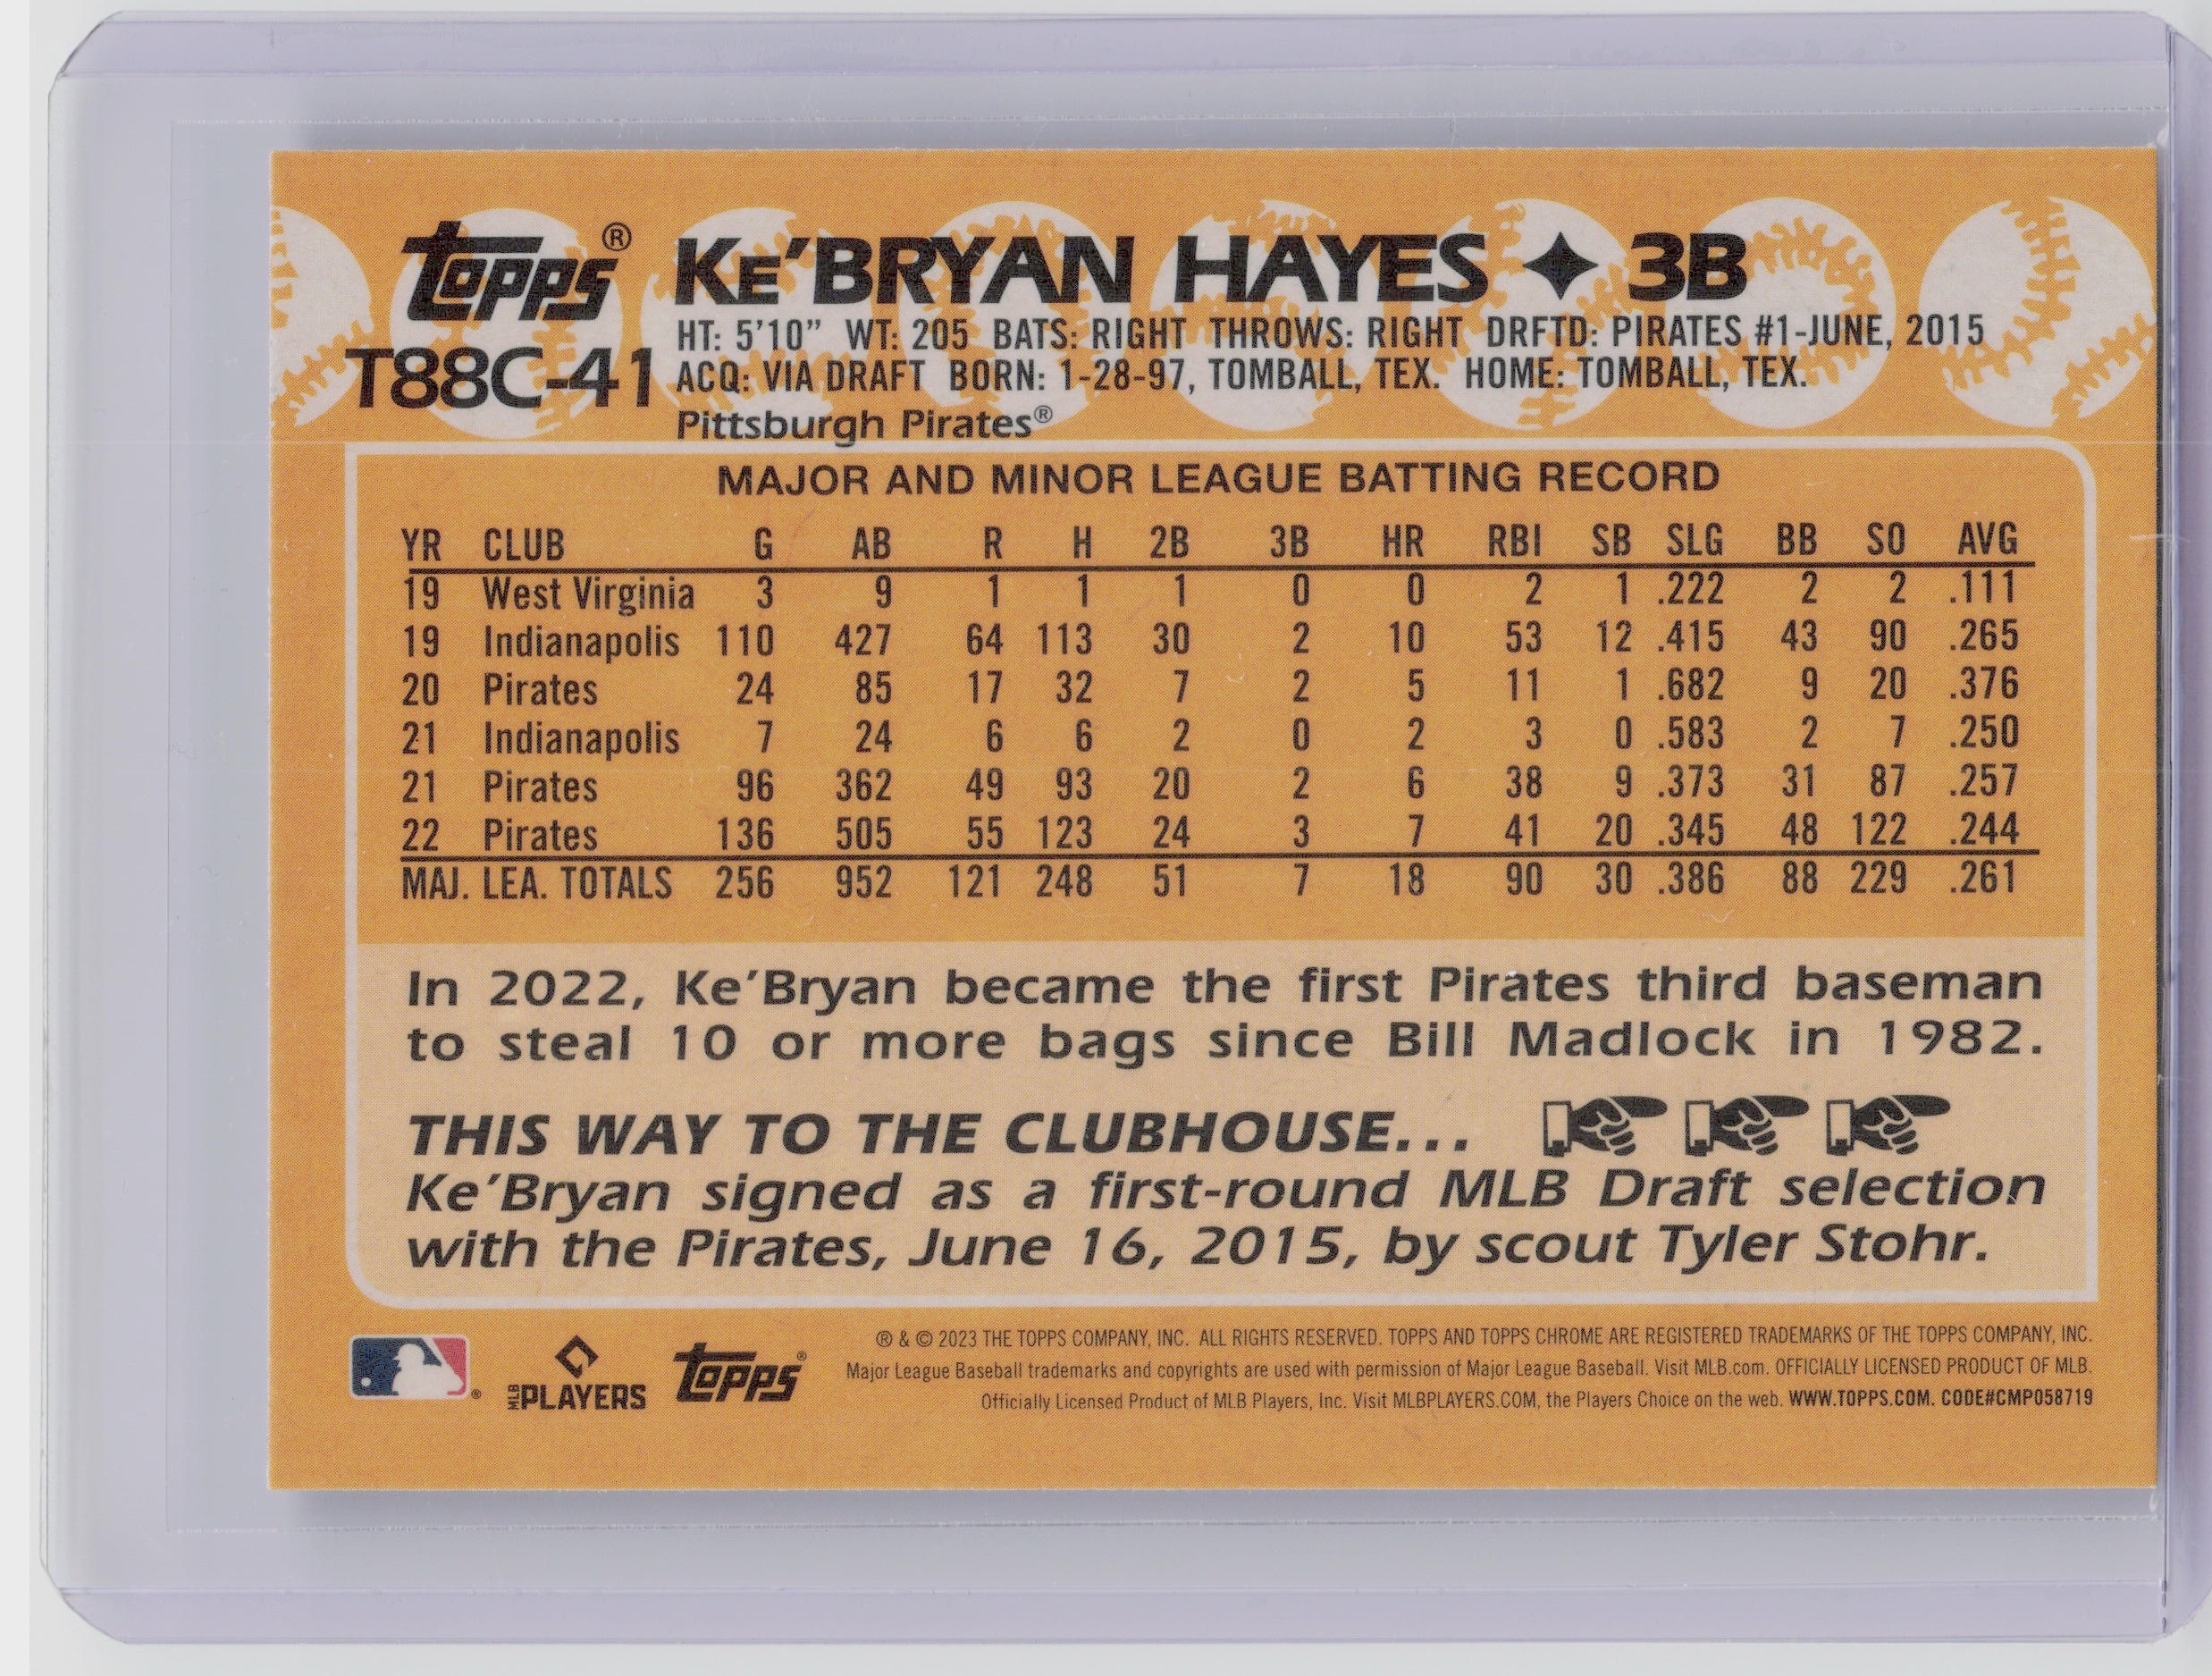 topps® KE'BRYAN HAYES ✦ 3B
T88C-41
HT: 5'10" WT: 205 BATS: RIGHT THROWS: RIGHT DRFTD: PIRATES #1-JUNE, 2015
ACQ: VIA DRAFT BORN: 1-28-97, TOMBALL, TEX. HOME: TOMBALL, TEX.
Pittsburgh Pirates®
MAJOR AND MINOR LEAGUE BATTING RECORD
YR CLUB G AB R H 2B 3B HR RBI SB SLG BB SO AVG
19 West Virginia 3 9 1 1 1 0 0 2 1 .222 2 2 .111
19 Indianapolis 110 427 64 113 30 2 10 53 12 .415 43 90 .265
20 Pirates 24 85 17 32 7 2 5 11 1 .682 9 20 .376
21 Indianapolis 7 24 6 6 2 0 2 3 0 .583 2 7 .250
21 Pirates 96 362 49 93 20 2 6 38 9 .373 31 87 .257
22 Pirates 136 505 55 123 24 3 7 41 20 .345 48 122 .244
MAJ. LEA. TOTALS 256 952 121 248 51 7 18 90 30 .386 88 229 .261
In 2022, Ke'Bryan became the first Pirates third baseman
to steal 10 or more bags since Bill Madlock in 1982.
THIS WAY TO THE CLUBHOUSE...
Ke'Bryan signed as a first-round MLB Draft selection
with the Pirates, June 16, 2015, by scout Tyler Stohr.
® & © 2023 THE TOPPS COMPANY, INC. ALL RIGHTS RESERVED. TOPPS AND TOPPS CHROME ARE REGISTERED TRADEMARKS OF THE TOPPS COMPANY, INC.
Major League Baseball trademarks and copyrights are used with permission of Major League Baseball. Visit MLB.com. OFFICIALLY LICENSED PRODUCT OF MLB.
Officially Licensed Product of MLB Players, Inc. Visit MLBPLAYERS.COM, the Players Choice on the web. WWW.TOPPS.COM. CODE#CMP058719
® MLB PLAYERS topps®